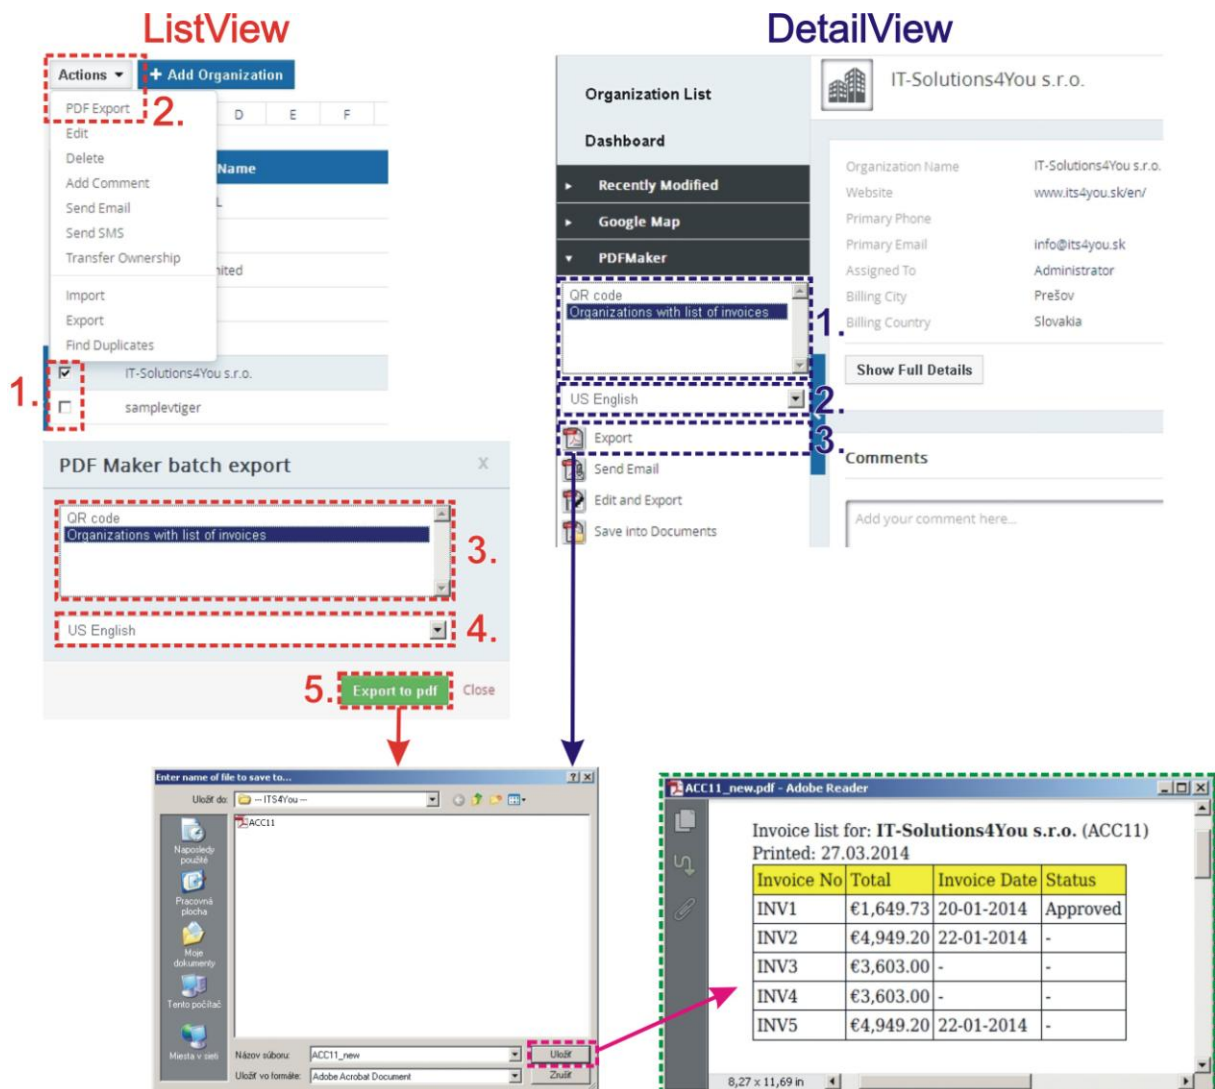 ListView
Actions
+ Add Organization
PDF Export
2.
D E F
Edit
Delete
Name
Add Comment
L
Send Email
Send SMS
Transfer Ownership
nited
Import
Export
Find Duplicates
1.
IT-Solutions4You s.r.o.
samplevtiger
PDF Maker batch export
X
QR code
Organizations with list of invoices
3.
US English
4.
5.
Export to pdf
Close
DetailView
Organization List
Dashboard
Recently Modified
Google Map
PDFMaker
QR code
Organizations with list of invoices
1.
US English
2.
Export
3.
Send Email
Edit and Export
Save into Documents
IT-Solutions4You s.r.o.
Organization Name IT-Solutions4You s.r.o.
Website www.its4you.sk/en/
Primary Phone
Primary Email info@its4you.sk
Assigned To Administrator
Billing City Prešov
Billing Country Slovakia
Show Full Details
Comments
Add your comment here...
Enter name of file to save to...
Uložiť do: -- ITS4You --
ACC11
Naposledy
použité
Pracovná
plocha
Moje
dokumenty
Tento počítač
Miesta v sieti
Názov súboru: ACC11_new Uložiť
Uložiť vo formáte: Adobe Acrobat Document Zrušiť
ACC11_new.pdf - Adobe Reader
Invoice list for: IT-Solutions4You s.r.o. (ACC11)
Printed: 27.03.2014
Invoice No Total Invoice Date Status
INV1 €1,649.73 20-01-2014 Approved
INV2 €4,949.20 22-01-2014 -
INV3 €3,603.00 - -
INV4 €3,603.00 - -
INV5 €4,949.20 22-01-2014 -
8,27 x 11,69 in